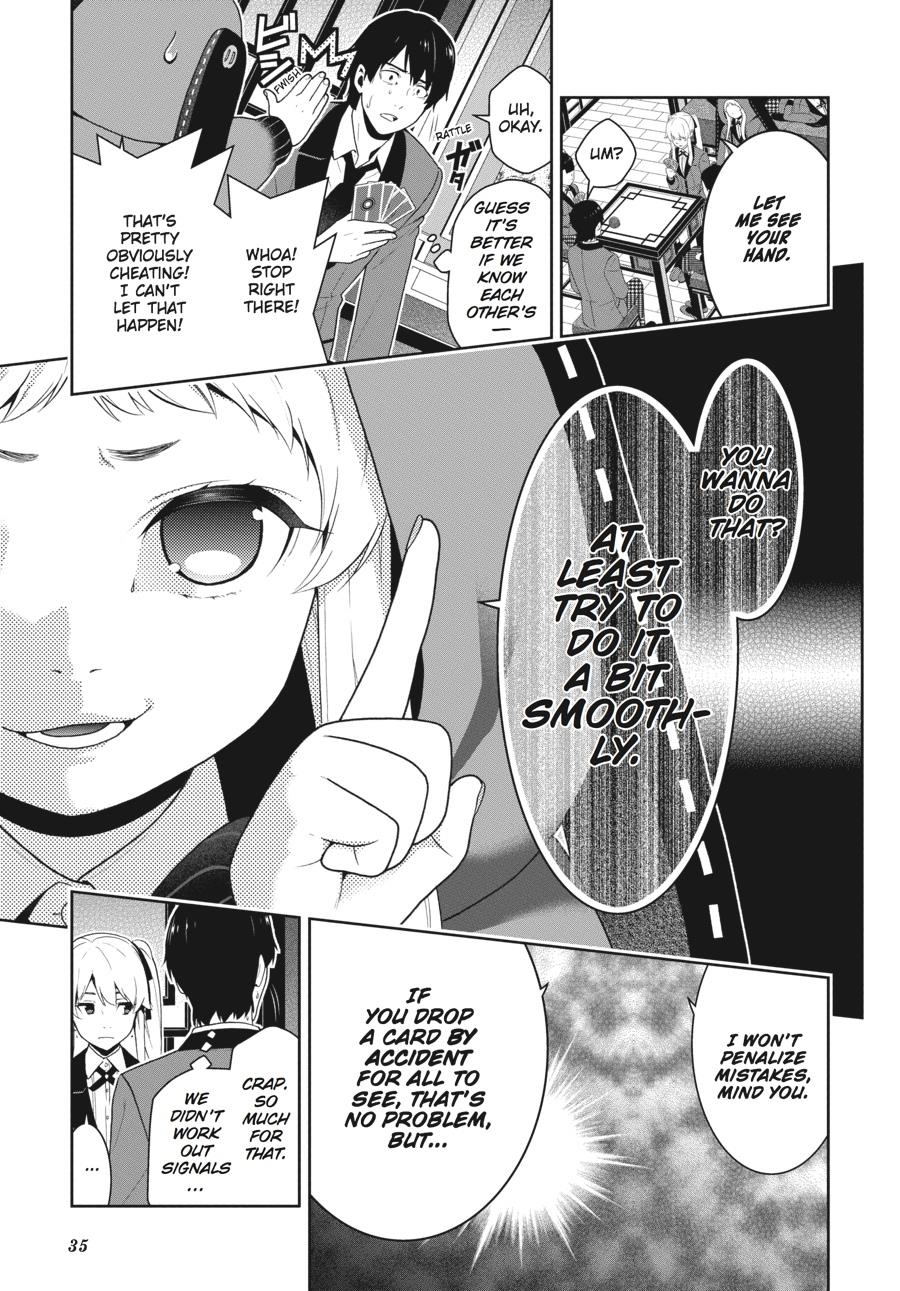 LET
ME SEE
YOUR
HAND.
UM?
UH,
OKAY.
RATTLE
ガタ
GUESS
IT'S
BETTER
IF WE
KNOW
EACH
OTHER'S
—
ビシッ
FWISH
WHOA!
STOP
RIGHT
THERE!
THAT'S
PRETTY
OBVIOUSLY
CHEATING!
I CAN'T
LET THAT
HAPPEN!
YOU
WANNA
DO
THAT?
AT
LEAST
TRY TO
DO IT
A BIT
SMOOTH-
LY.
I WON'T
PENALIZE
MISTAKES,
MIND YOU.
IF
YOU DROP
A CARD BY
ACCIDENT
FOR ALL TO
SEE, THAT'S
NO PROBLEM,
BUT...
CRAP.
SO
MUCH
FOR
THAT.
WE
DIDN'T
WORK
OUT
SIGNALS
...
...
35